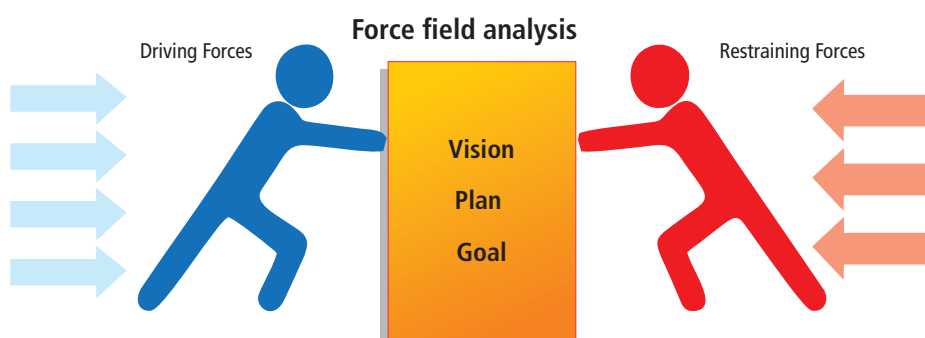 Force field analysis
Driving Forces
Restraining Forces
Vision
Plan
Goal